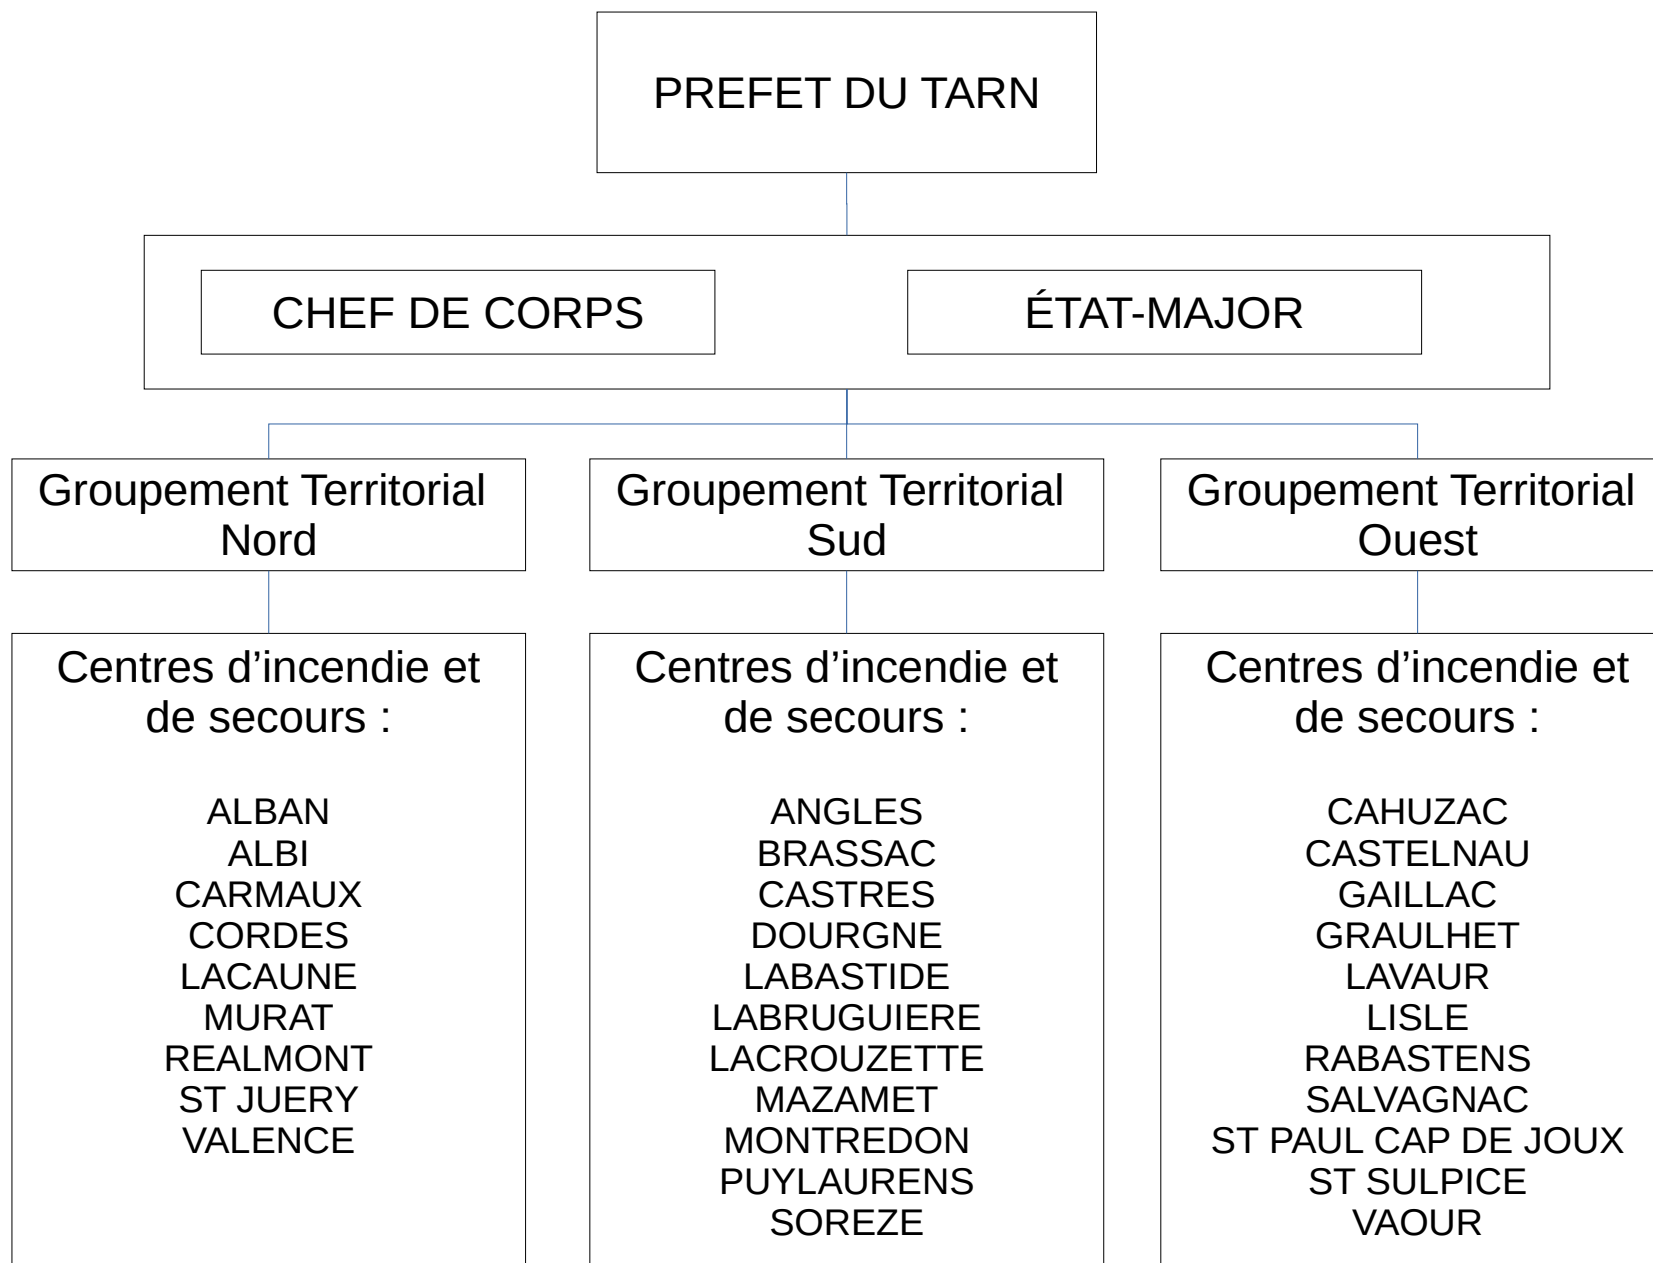 PREFET DU TARN
CHEF DE CORPS
ÉTAT-MAJOR
Groupement Territorial
Nord
Groupement Territorial
Sud
Groupement Territorial
Ouest
Centres d’incendie et
de secours :
ALBAN
ALBI
CARMAUX
CORDES
LACAUNE
MURAT
REALMONT
ST JUERY
VALENCE
Centres d’incendie et
de secours :
ANGLES
BRASSAC
CASTRES
DOURGNE
LABASTIDE
LABRUGUIERE
LACROUZETTE
MAZAMET
MONTREDON
PUYLAURENS
SOREZE
Centres d’incendie et
de secours :
CAHUZAC
CASTELNAU
GAILLAC
GRAULHET
LAVAUR
LISLE
RABASTENS
SALVAGNAC
ST PAUL CAP DE JOUX
ST SULPICE
VAOUR